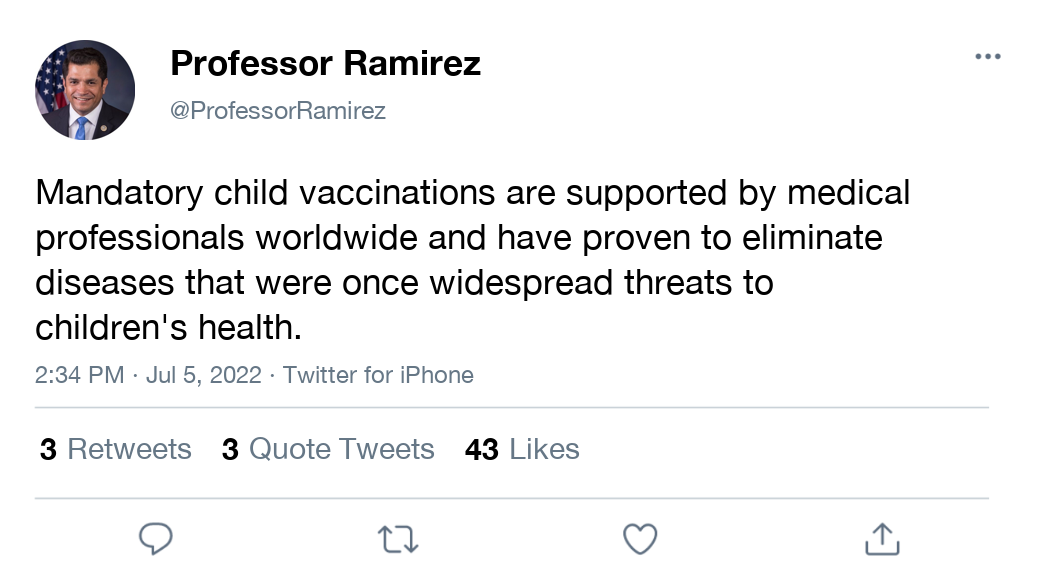 Professor Ramirez
@ProfessorRamirez
Mandatory child vaccinations are supported by medical
professionals worldwide and have proven to eliminate
diseases that were once widespread threats to
children's health.
2:34 PM · Jul 5, 2022 · Twitter for iPhone
3 Retweets 3 Quote Tweets 43 Likes